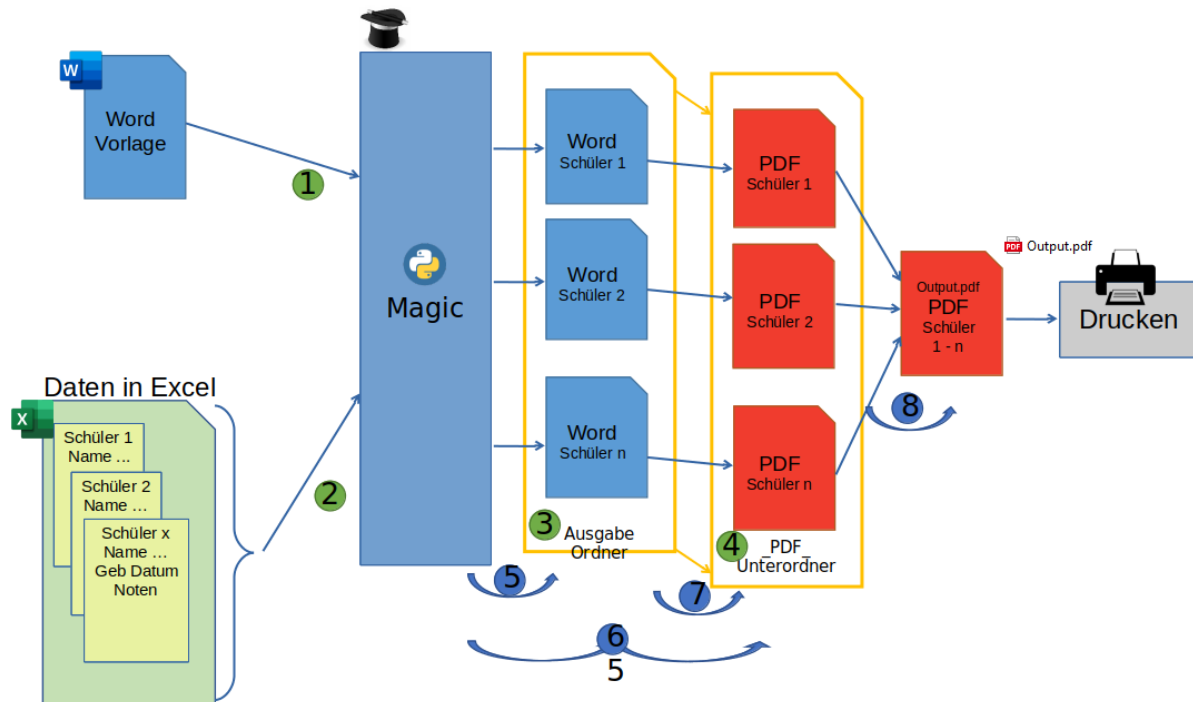 W
Word
Vorlage
1
Magic
Daten in Excel
X
Schüler 1
Name ...
Schüler 2
Name ...
Schüler x
Name ...
Geb Datum
Noten
2
Word
Schüler 1
Word
Schüler 2
Word
Schüler n
3
Ausgabe
Ordner
PDF
Schüler 1
PDF
Schüler 2
PDF
Schüler n
4
_PDF_
Unterordner
5
7
6
5
PDF
Output.pdf
Output.pdf
PDF
Schüler
1 - n
8
Drucken